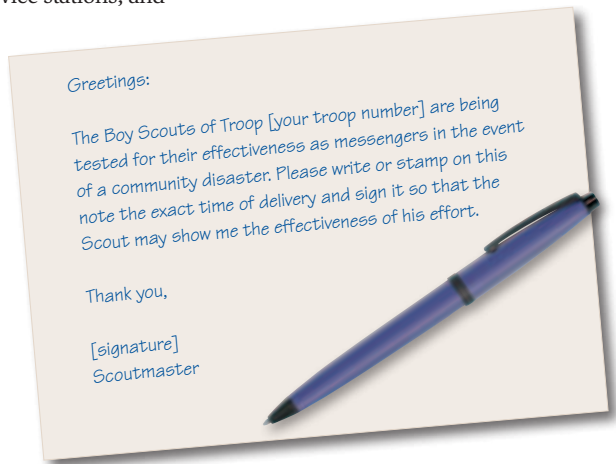 vice stations, and
Greetings:
The Boy Scouts of Troop [your troop number] are being
tested for their effectiveness as messengers in the event
of a community disaster. Please write or stamp on this
note the exact time of delivery and sign it so that the
Scout may show me the effectiveness of his effort.
Thank you,
[signature]
Scoutmaster